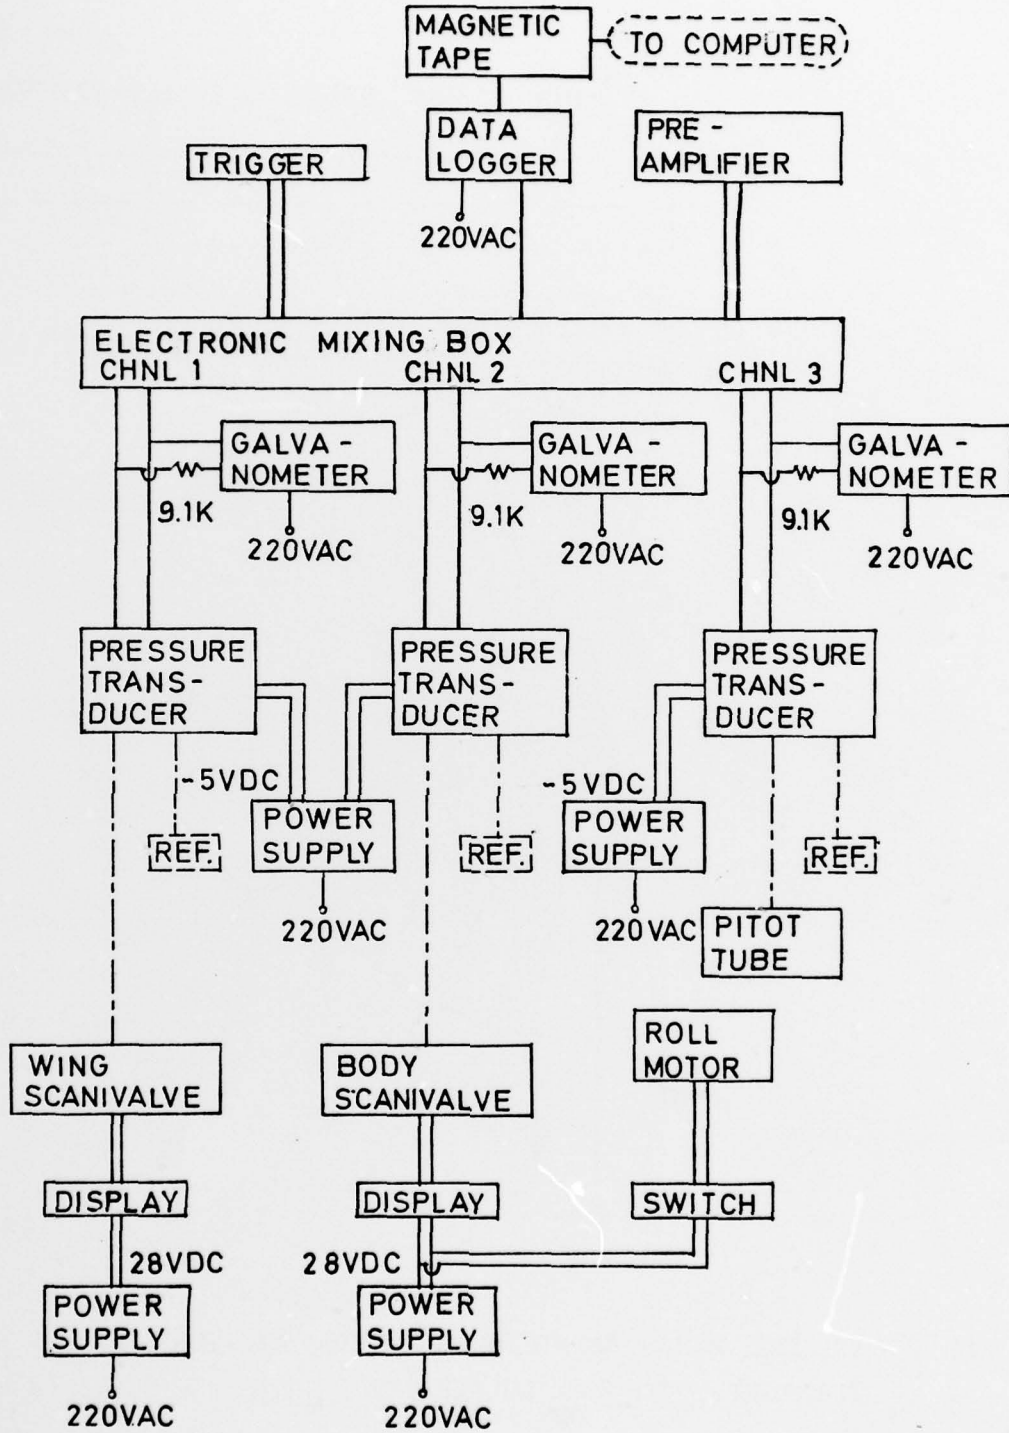 MAGNETIC
TAPE
TO COMPUTER
DATA
LOGGER
PRE -
AMPLIFIER
TRIGGER
220VAC
ELECTRONIC MIXING BOX
CHNL 1
CHNL 2
CHNL 3
GALVA -
NOMETER
GALVA -
NOMETER
GALVA -
NOMETER
9.1K
9.1K
9.1K
220VAC
220VAC
220VAC
PRESSURE
TRANS-
DUCER
PRESSURE
TRANS-
DUCER
PRESSURE
TRANS-
DUCER
~5VDC
~5VDC
POWER
SUPPLY
POWER
SUPPLY
REF.
REF.
REF.
220VAC
220VAC
PITOT
TUBE
WING
SCANIVALVE
BODY
SCANIVALVE
ROLL
MOTOR
DISPLAY
DISPLAY
SWITCH
28VDC
28VDC
POWER
SUPPLY
POWER
SUPPLY
220VAC
220VAC